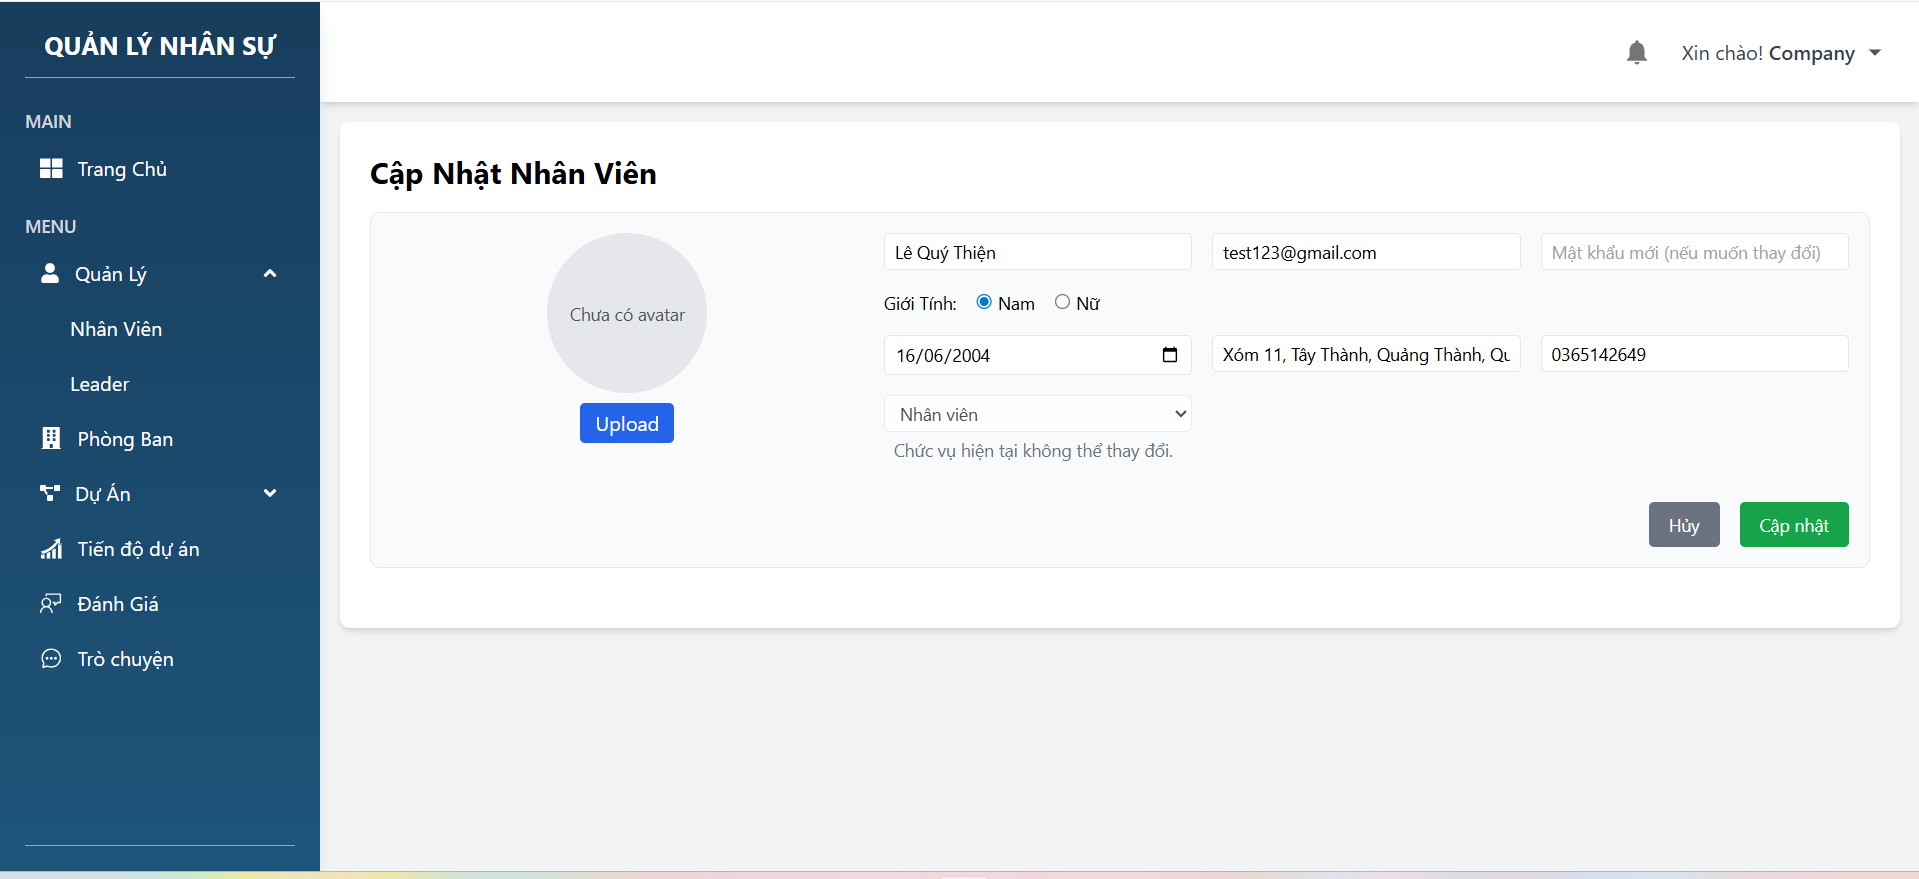 QUẢN LÝ NHÂN SỰ
MAIN
Trang Chủ
MENU
Quản Lý
Nhân Viên
Leader
Phòng Ban
Dự Án
Tiến độ dự án
Đánh Giá
Trò chuyện
Xin chào! Company
Cập Nhật Nhân Viên
Chưa có avatar
Upload
Lê Quý Thiện
test123@gmail.com
Mật khẩu mới (nếu muốn thay đổi)
Giới Tính: Nam Nữ
16/06/2004
Xóm 11, Tây Thành, Quảng Thành, Qu
0365142649
Nhân viên
Chức vụ hiện tại không thể thay đổi.
Hủy
Cập nhật